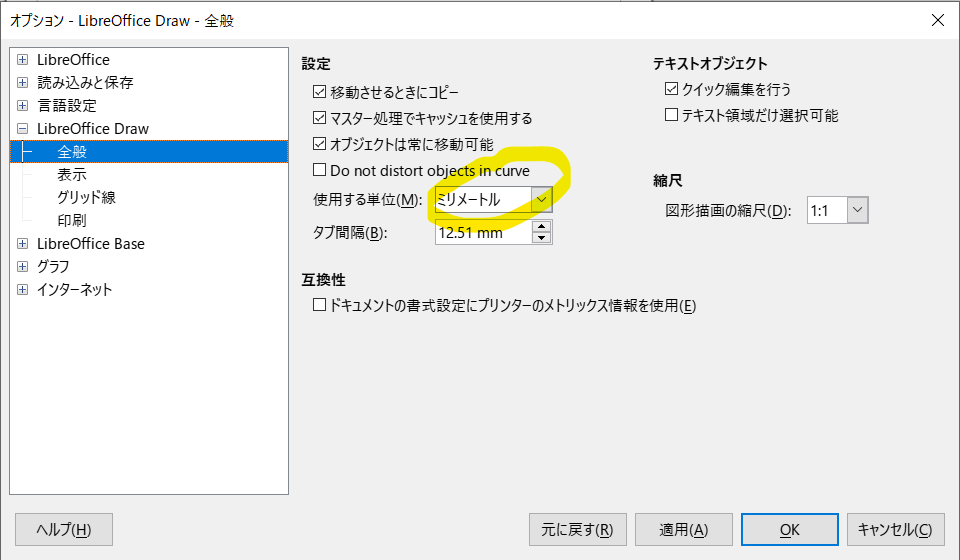 オプション - LibreOffice Draw - 全般
LibreOffice
読み込みと保存
言語設定
LibreOffice Draw
全般
表示
グリッド線
印刷
LibreOffice Base
グラフ
インターネット
設定
移動させるときにコピー
マスター処理でキャッシュを使用する
オブジェクトは常に移動可能
Do not distort objects in curve
使用する単位(M): ミリメートル
タブ間隔(B): 12.51 mm
互換性
ドキュメントの書式設定にプリンターのメトリックス情報を使用(E)
テキストオブジェクト
クイック編集を行う
テキスト領域だけ選択可能
縮尺
図形描画の縮尺(D): 1:1
ヘルプ(H) 元に戻す(R) 適用(A) OK キャンセル(C)